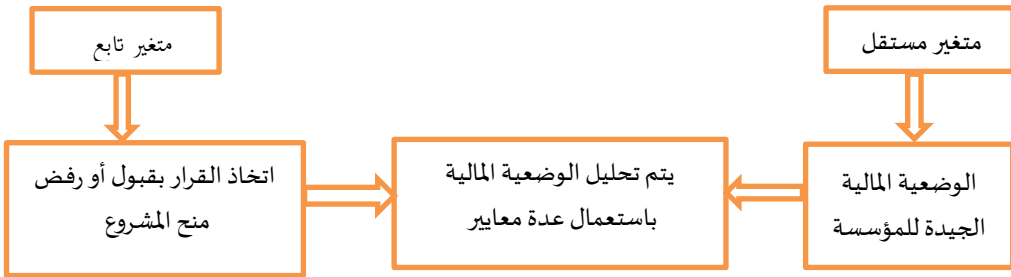 متغير مستقل
متغير تابع
الوضعية المالية
الجيدة للمؤسسة
يتم تحليل الوضعية المالية
باستعمال عدة معايير
اتخاذ القرار بقبول أو رفض
منح المشروع